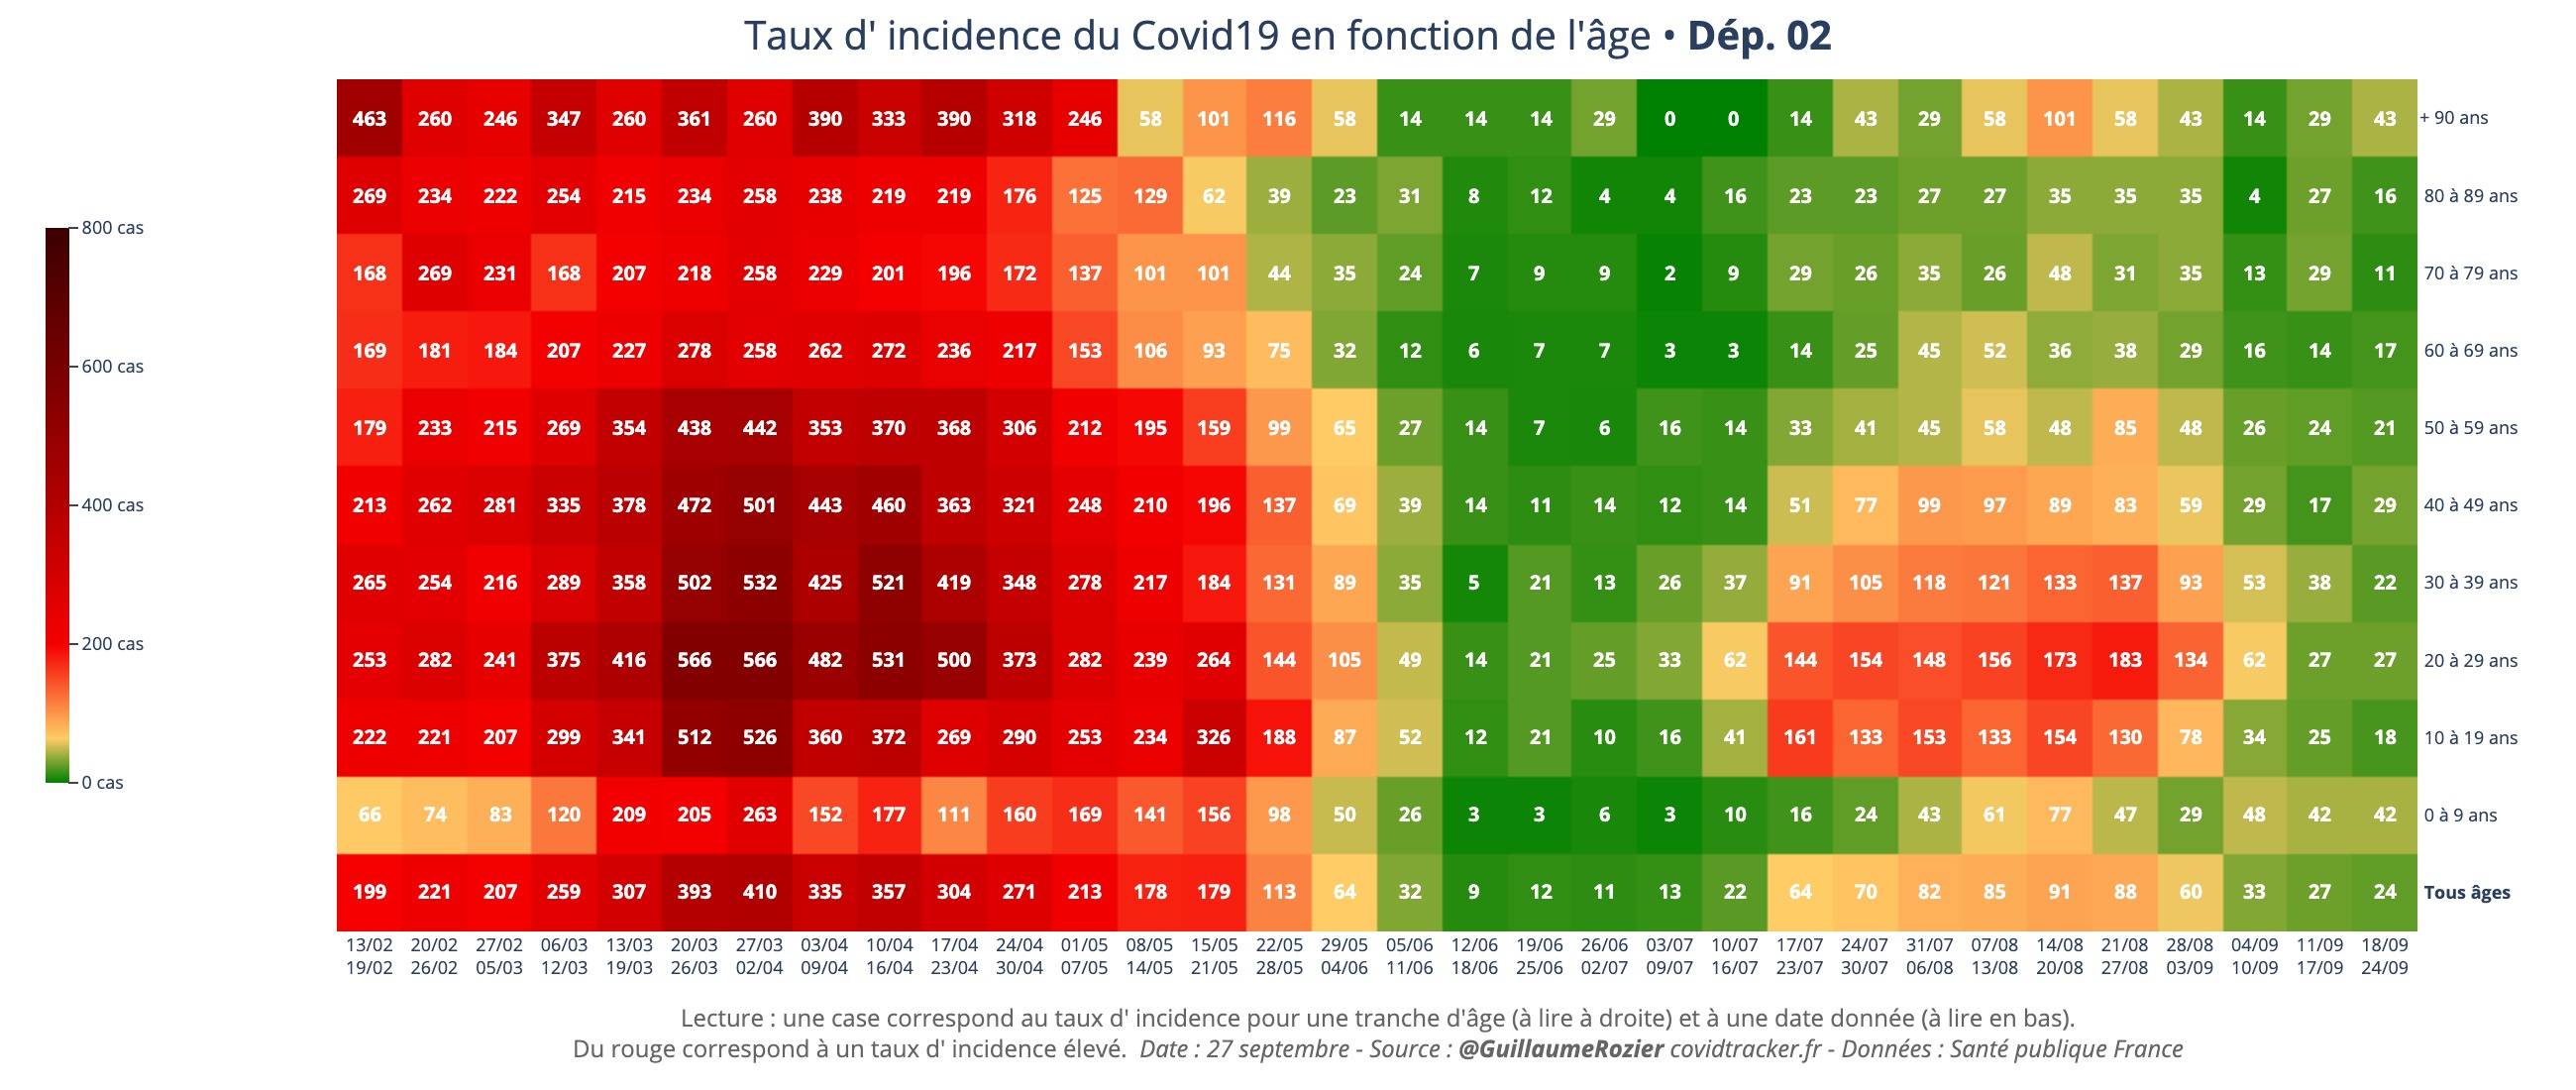 Taux d' incidence du Covid19 en fonction de l'âge • Dép. 02
463 260 246 347 260 361 260 390 333 390 318 246 58 101 116 58 14 14 14 29 0 0 14 43 29 58 101 58 43 14 29 43 + 90 ans
269 234 222 254 215 234 258 238 219 219 176 125 129 62 39 23 31 8 12 4 4 16 23 23 27 27 35 35 35 4 27 16 80 à 89 ans
800 cas
168 269 231 168 207 218 258 229 201 196 172 137 101 101 44 35 24 7 9 9 2 9 29 26 35 26 48 31 35 13 29 11 70 à 79 ans
169 181 184 207 227 278 258 262 272 236 217 153 106 93 75 32 12 6 7 7 3 3 14 25 45 52 36 38 29 16 14 17 60 à 69 ans
600 cas
179 233 215 269 354 438 442 353 370 368 306 212 195 159 99 65 27 14 7 6 16 14 33 41 45 58 48 85 48 26 24 21 50 à 59 ans
400 cas
213 262 281 335 378 472 501 443 460 363 321 248 210 196 137 69 39 14 11 14 12 14 51 77 99 97 89 83 59 29 17 29 40 à 49 ans
265 254 216 289 358 502 532 425 521 419 348 278 217 184 131 89 35 5 21 13 26 37 91 105 118 121 133 137 93 53 38 22 30 à 39 ans
200 cas
253 282 241 375 416 566 566 482 531 500 373 282 239 264 144 105 49 14 21 25 33 62 144 154 148 156 173 183 134 62 27 27 20 à 29 ans
222 221 207 299 341 512 526 360 372 269 290 253 234 326 188 87 52 12 21 10 16 41 161 133 153 133 154 130 78 34 25 18 10 à 19 ans
0 cas
66 74 83 120 209 205 263 152 177 111 160 169 141 156 98 50 26 3 3 6 3 10 16 24 43 61 77 47 29 48 42 42 0 à 9 ans
199 221 207 259 307 393 410 335 357 304 271 213 178 179 113 64 32 9 12 11 13 22 64 70 82 85 91 88 60 33 27 24 Tous âges
13/02 20/02 27/02 06/03 13/03 20/03 27/03 03/04 10/04 17/04 24/04 01/05 08/05 15/05 22/05 29/05 05/06 12/06 19/06 26/06 03/07 10/07 17/07 24/07 31/07 07/08 14/08 21/08 28/08 04/09 11/09 18/09
19/02 26/02 05/03 12/03 19/03 26/03 02/04 09/04 16/04 23/04 30/04 07/05 14/05 21/05 28/05 04/06 11/06 18/06 25/06 02/07 09/07 16/07 23/07 30/07 06/08 13/08 20/08 27/08 03/09 10/09 17/09 24/09
Lecture : une case correspond au taux d' incidence pour une tranche d'âge (à lire à droite) et à une date donnée (à lire en bas).
Du rouge correspond à un taux d' incidence élevé. Date : 27 septembre - Source : @GuillaumeRozier covidtracker.fr - Données : Santé publique France